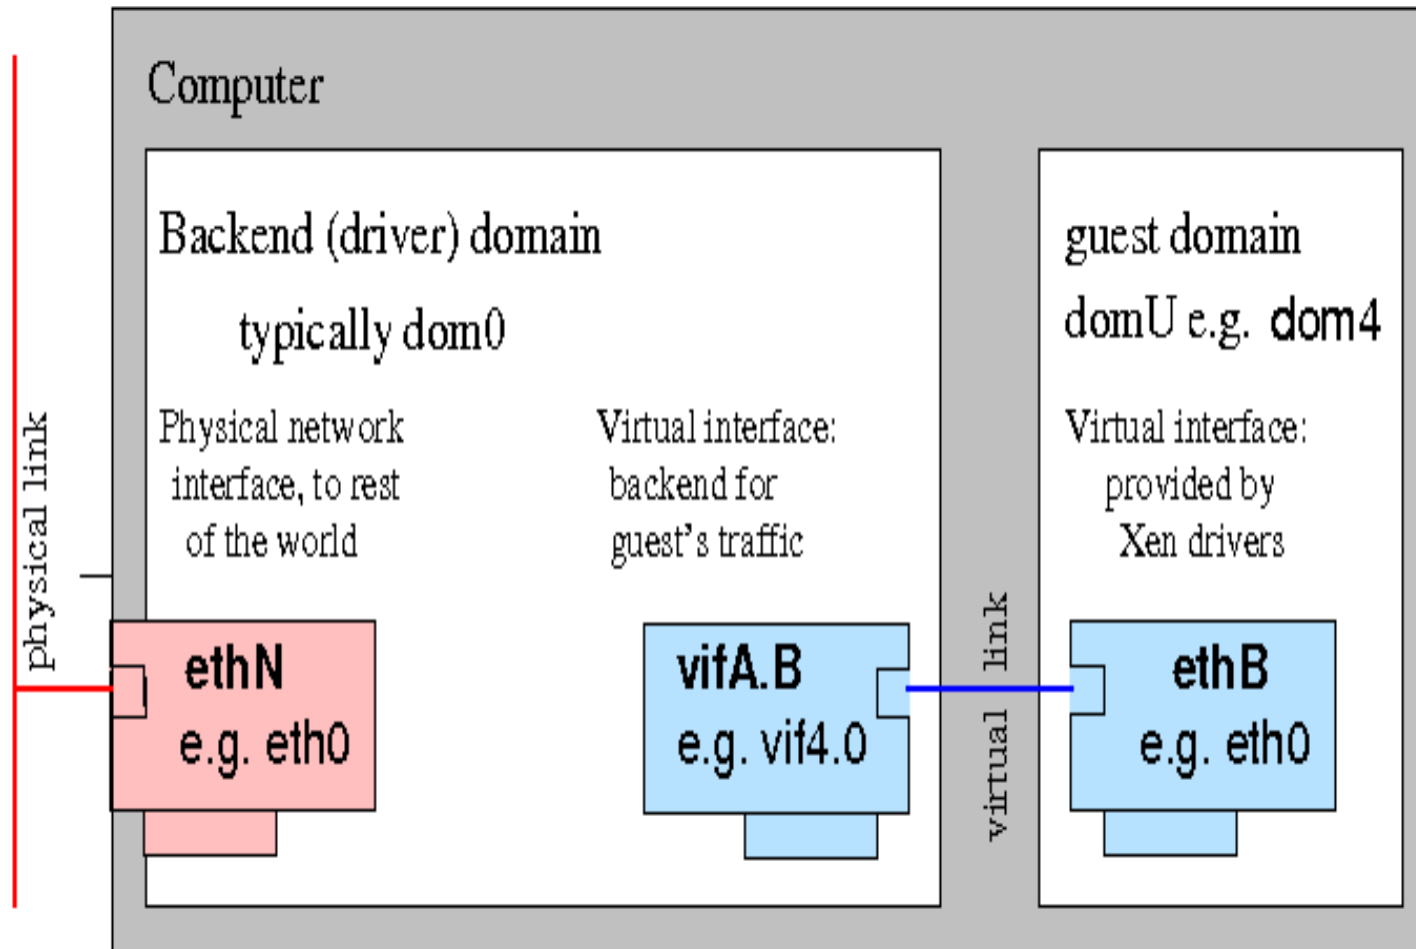 Computer
Backend (driver) domain
typically dom0
Physical network
interface, to rest
of the world
Virtual interface:
backend for
guest's traffic
guest domain
domU e.g. dom4
Virtual interface:
provided by
Xen drivers
physical link
ethN
e.g. eth0
vifA.B
e.g. vif4.0
virtual link
ethB
e.g. eth0